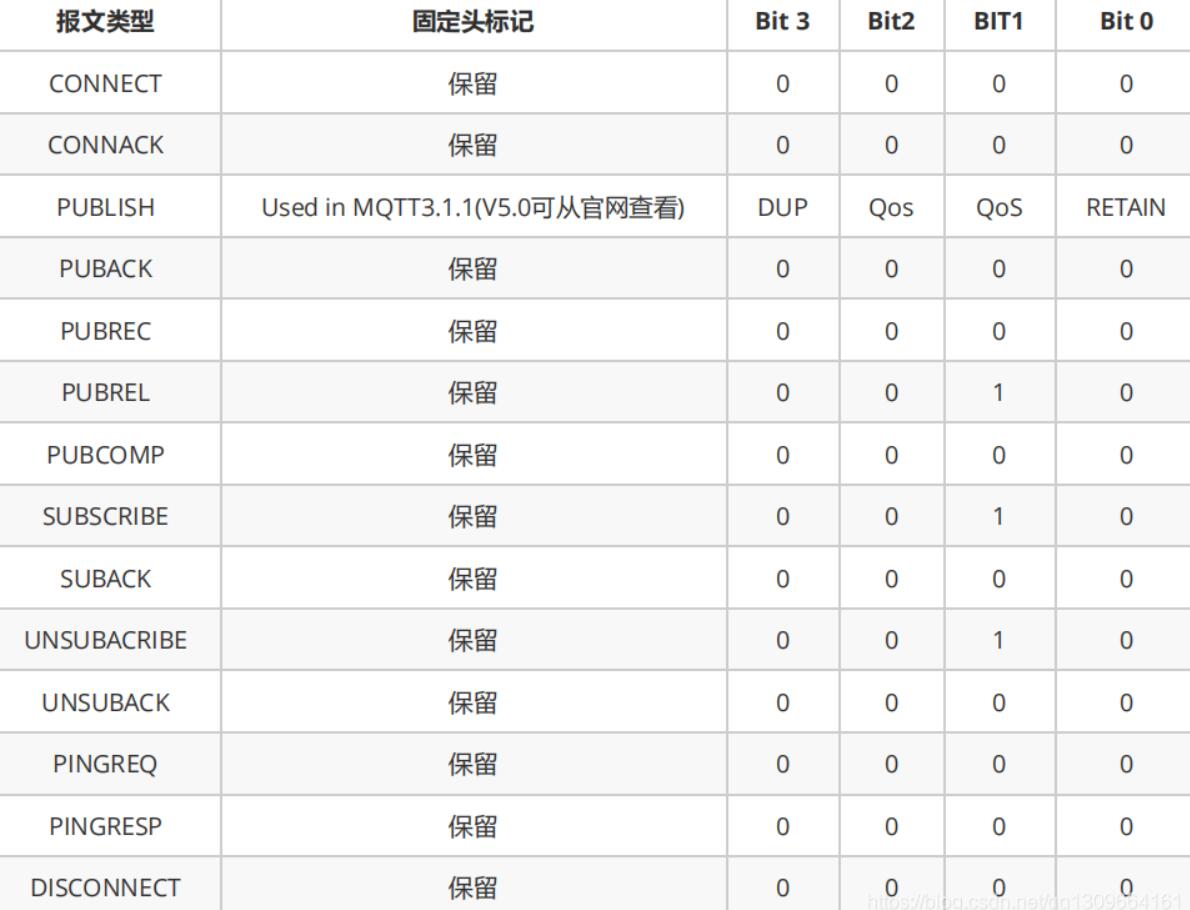 报文类型 固定头标记 Bit 3 Bit2 BIT1 Bit 0
CONNECT 保留 0 0 0 0
CONNACK 保留 0 0 0 0
PUBLISH Used in MQTT3.1.1(V5.0可从官网查看) DUP Qos QoS RETAIN
PUBACK 保留 0 0 0 0
PUBREC 保留 0 0 0 0
PUBREL 保留 0 0 1 0
PUBCOMP 保留 0 0 0 0
SUBSCRIBE 保留 0 0 1 0
SUBACK 保留 0 0 0 0
UNSUBACRIBE 保留 0 0 1 0
UNSUBACK 保留 0 0 0 0
PINGREQ 保留 0 0 0 0
PINGRESP 保留 0 0 0 0
DISCONNECT 保留 0 0 0 0
https://blog.csdn.net/qq1309664161